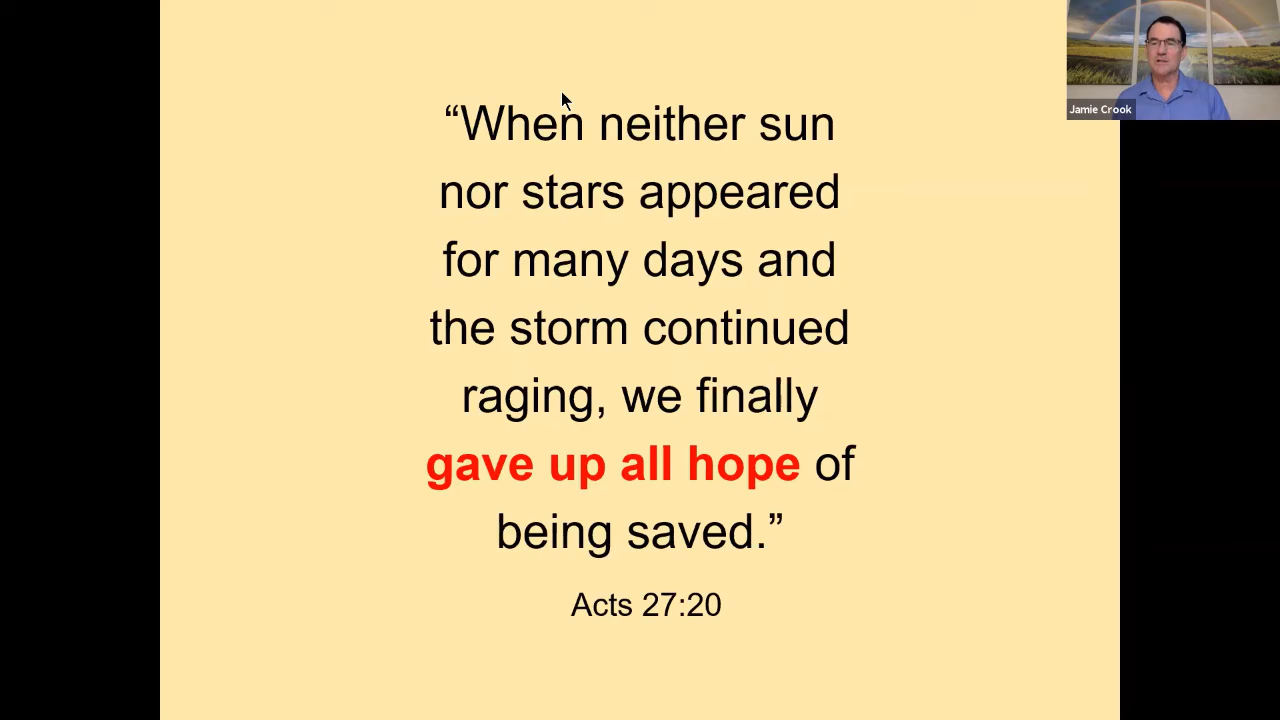 “When neither sun
nor stars appeared
for many days and
the storm continued
raging, we finally
gave up all hope of
being saved.”
Acts 27:20
Jamie Crook